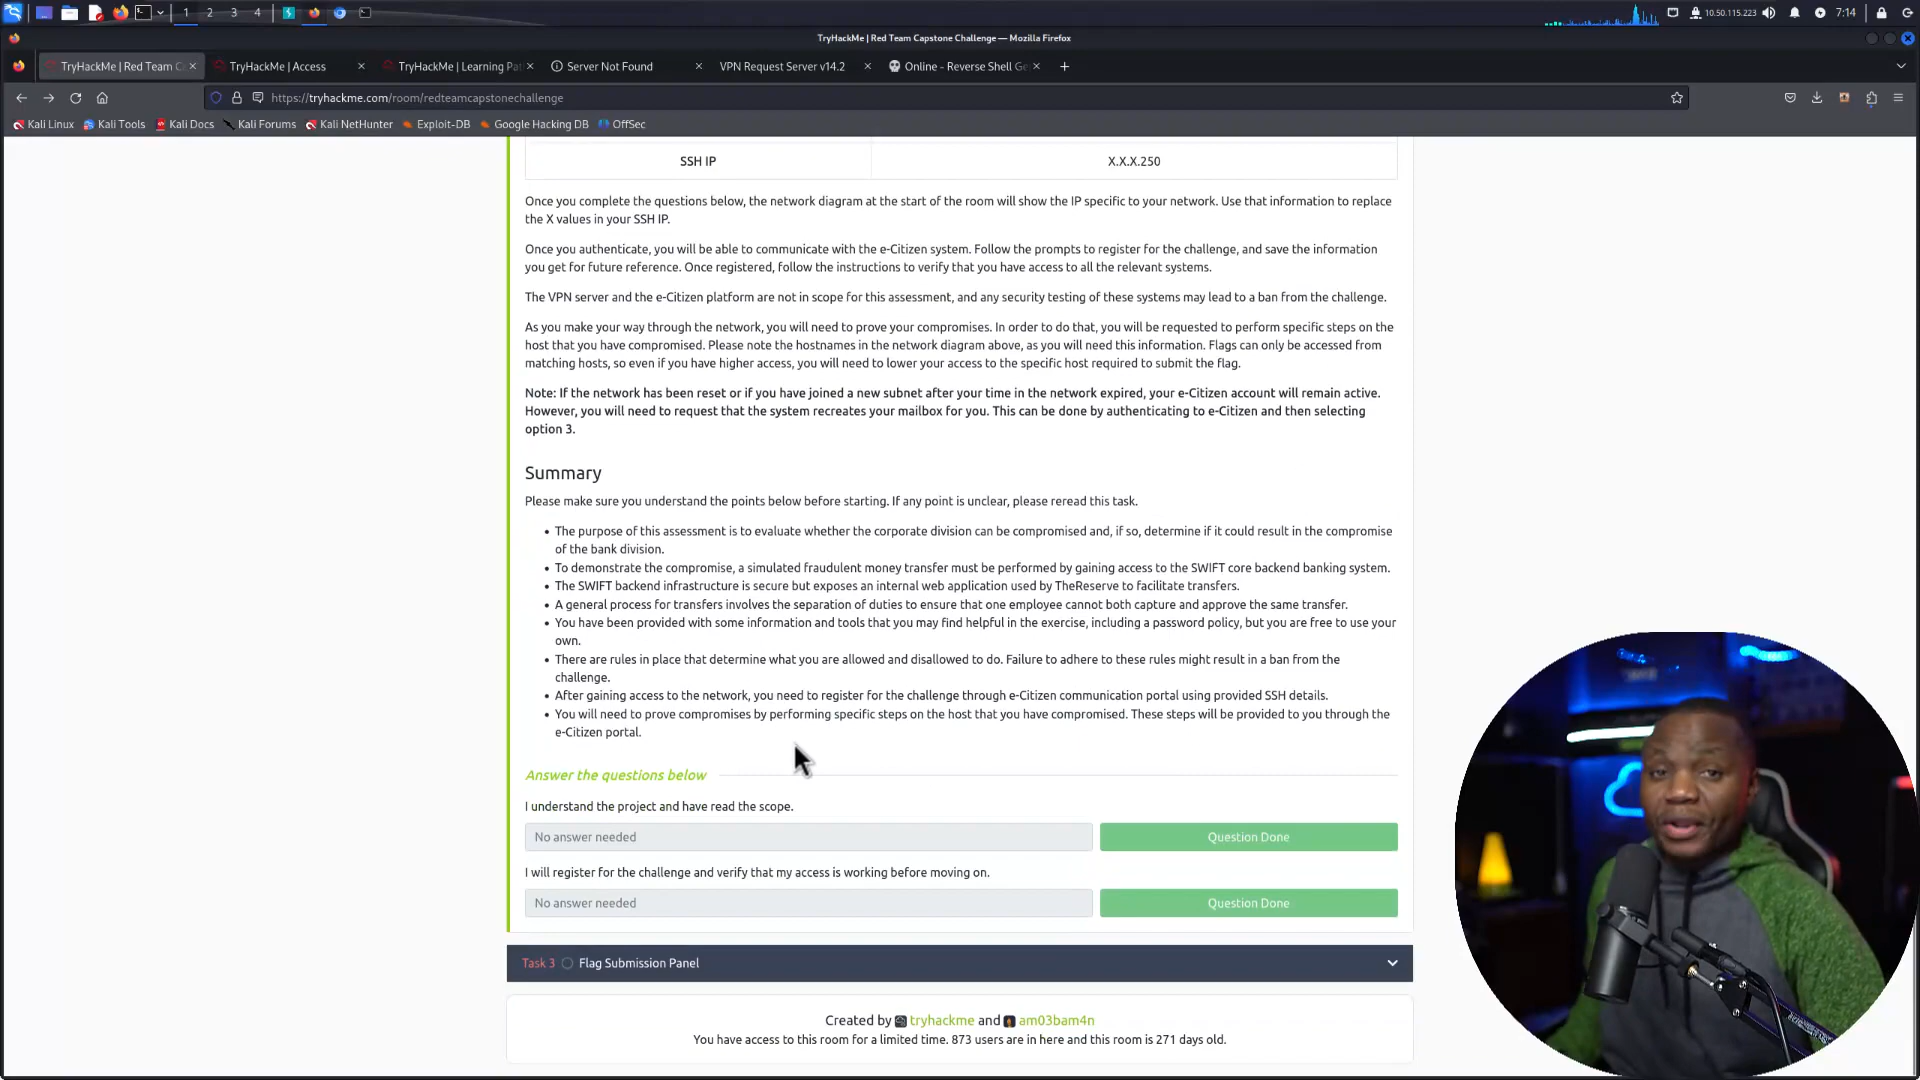 1 2 3 4 10.50.115.223 7:14
TryHackMe | Red Team Capstone Challenge — Mozilla Firefox
TryHackMe | Red Team C
TryHackMe | Access
TryHackMe | Learning Pat
Server Not Found
VPN Request Server v14.2
Online - Reverse Shell Ge
https://tryhackme.com/room/redteamcapstonechallenge
Kali Linux Kali Tools Kali Docs Kali Forums Kali NetHunter Exploit-DB Google Hacking DB OffSec
SSH IP X.X.X.250
Once you complete the questions below, the network diagram at the start of the room will show the IP specific to your network. Use that information to replace
the X values in your SSH IP.
Once you authenticate, you will be able to communicate with the e-Citizen system. Follow the prompts to register for the challenge, and save the information
you get for future reference. Once registered, follow the instructions to verify that you have access to all the relevant systems.
The VPN server and the e-Citizen platform are not in scope for this assessment, and any security testing of these systems may lead to a ban from the challenge.
As you make your way through the network, you will need to prove your compromises. In order to do that, you will be requested to perform specific steps on the
host that you have compromised. Please note the hostnames in the network diagram above, as you will need this information. Flags can only be accessed from
matching hosts, so even if you have higher access, you will need to lower your access to the specific host required to submit the flag.
Note: If the network has been reset or if you have joined a new subnet after your time in the network expired, your e-Citizen account will remain active.
However, you will need to request that the system recreates your mailbox for you. This can be done by authenticating to e-Citizen and then selecting
option 3.
Summary
Please make sure you understand the points below before starting. If any point is unclear, please reread this task.
• The purpose of this assessment is to evaluate whether the corporate division can be compromised and, if so, determine if it could result in the compromise
of the bank division.
• To demonstrate the compromise, a simulated fraudulent money transfer must be performed by gaining access to the SWIFT core backend banking system.
• The SWIFT backend infrastructure is secure but exposes an internal web application used by TheReserve to facilitate transfers.
• A general process for transfers involves the separation of duties to ensure that one employee cannot both capture and approve the same transfer.
• You have been provided with some information and tools that you may find helpful in the exercise, including a password policy, but you are free to use your
own.
• There are rules in place that determine what you are allowed and disallowed to do. Failure to adhere to these rules might result in a ban from the
challenge.
• After gaining access to the network, you need to register for the challenge through e-Citizen communication portal using provided SSH details.
• You will need to prove compromises by performing specific steps on the host that you have compromised. These steps will be provided to you through the
e-Citizen portal.
Answer the questions below
I understand the project and have read the scope.
No answer needed
Question Done
I will register for the challenge and verify that my access is working before moving on.
No answer needed
Question Done
Task 3 Flag Submission Panel
Created by tryhackme and am03bam4n
You have access to this room for a limited time. 873 users are in here and this room is 271 days old.